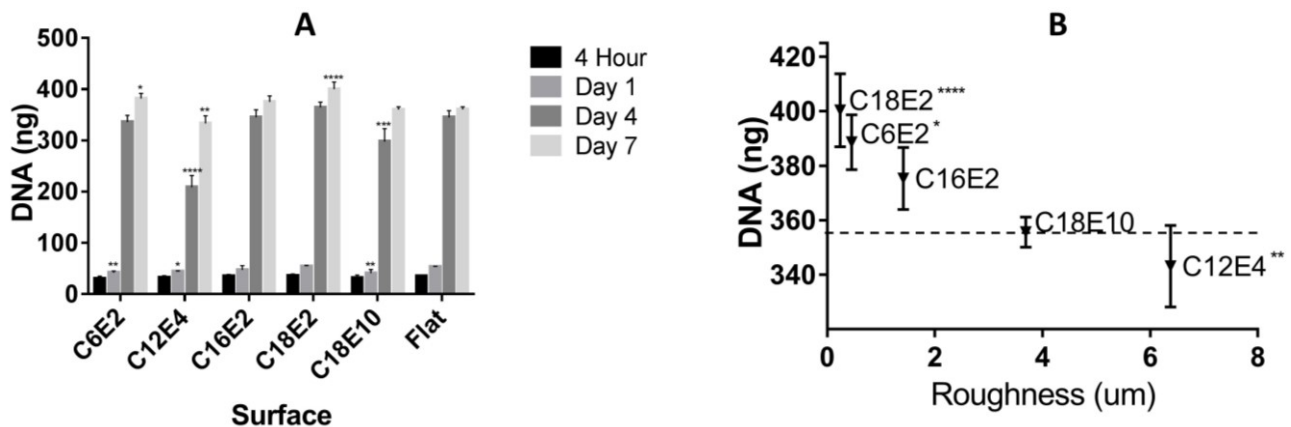 A
500
400
300
200
100
0
DNA (ng)
*
**
****
*
**
****
****
**
***
C6E2
C12E4
C16E2
C18E2
C18E10
Flat
Surface
4 Hour
Day 1
Day 4
Day 7
B
420
400
380
360
340
DNA (ng)
C18E2 ****
C6E2 *
C16E2
C18E10
C12E4 **
0 2 4 6 8
Roughness (um)